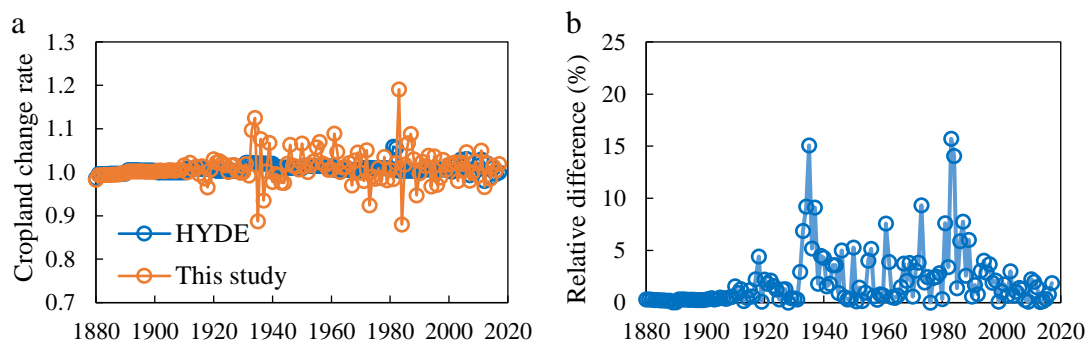 a
Cropland change rate
1.3
1.2
1.1
1.0
0.9
0.8
0.7
HYDE
This study
1880 1900 1920 1940 1960 1980 2000 2020
b
Relative difference (%)
25
20
15
10
5
0
1880 1900 1920 1940 1960 1980 2000 2020